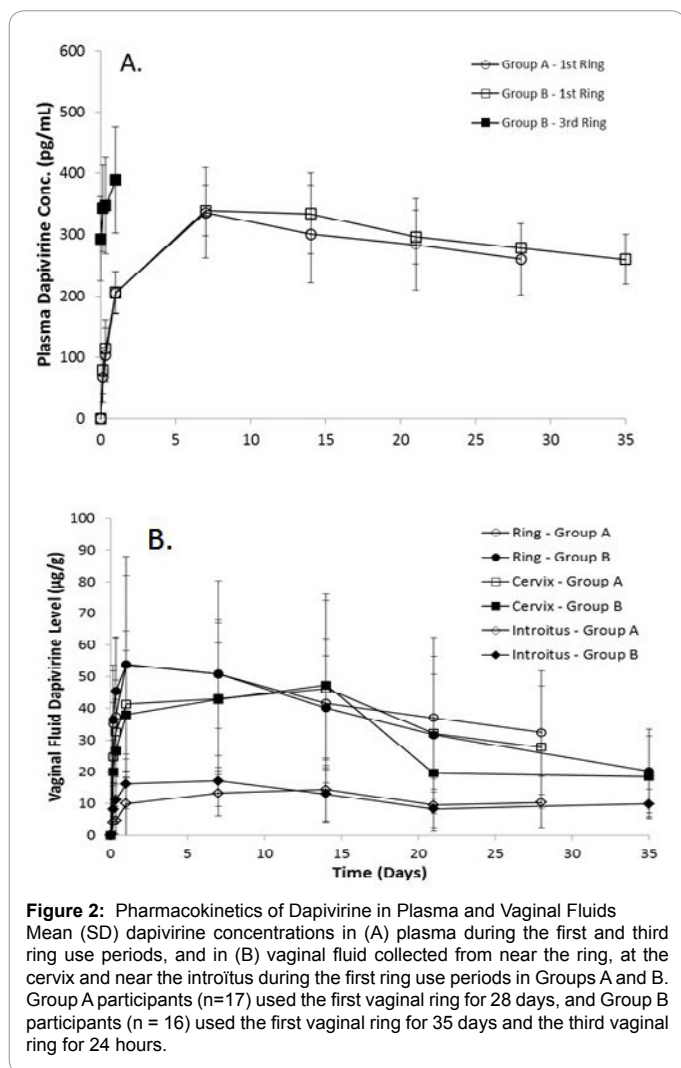 A.
Group A - 1st Ring
Group B - 1st Ring
Group B - 3rd Ring
Plasma Dapivirine Conc. (pg/mL)
600
500
400
300
200
100
0
0 5 10 15 20 25 30 35
B.
Ring - Group A
Ring - Group B
Cervix - Group A
Cervix - Group B
Introitus - Group A
Introitus - Group B
Vaginal Fluid Dapivirine Level (µg/g)
100
90
80
70
60
50
40
30
20
10
0
0 5 10 15 20 25 30 35
Time (Days)
Figure 2: Pharmacokinetics of Dapivirine in Plasma and Vaginal Fluids
Mean (SD) dapivirine concentrations in (A) plasma during the first and third
ring use periods, and in (B) vaginal fluid collected from near the ring, at the
cervix and near the introïtus during the first ring use periods in Groups A and B.
Group A participants (n=17) used the first vaginal ring for 28 days, and Group B
participants (n = 16) used the first vaginal ring for 35 days and the third vaginal
ring for 24 hours.